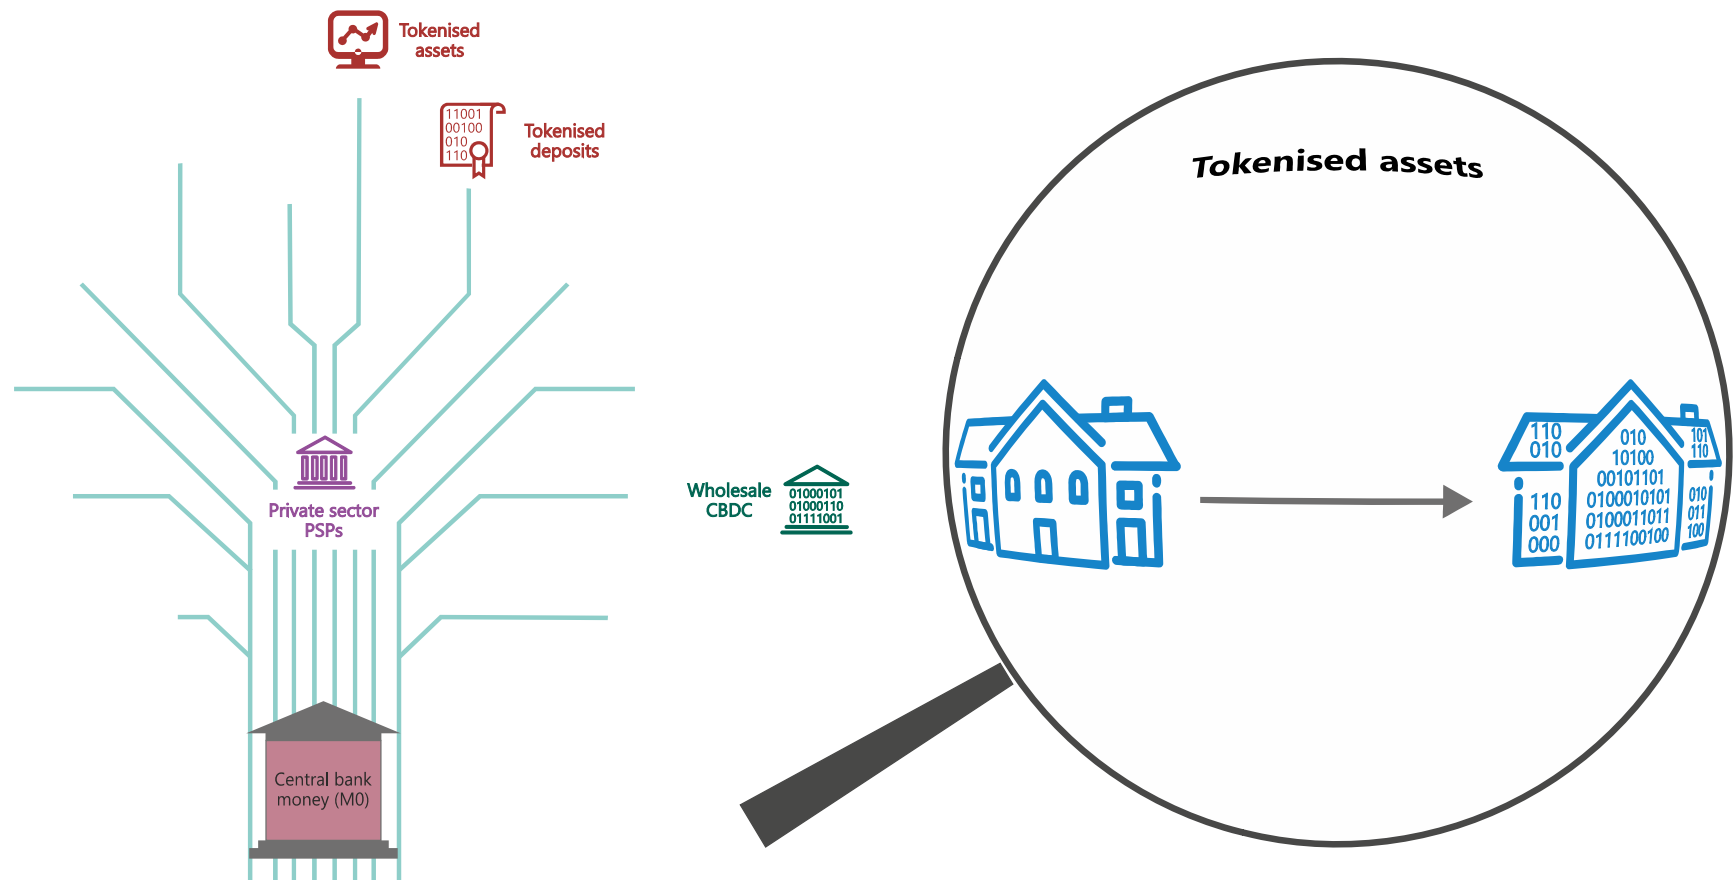 Tokenised
assets
11001
00100
010
110
Tokenised
deposits
Private sector
PSPs
Central bank
money (M0)
Wholesale
CBDC
01000101
01000110
01111001
Tokenised assets
110
010
110
001
000
010
10100
00101101
0100010101
0100011011
0111100100
101
110
010
011
100